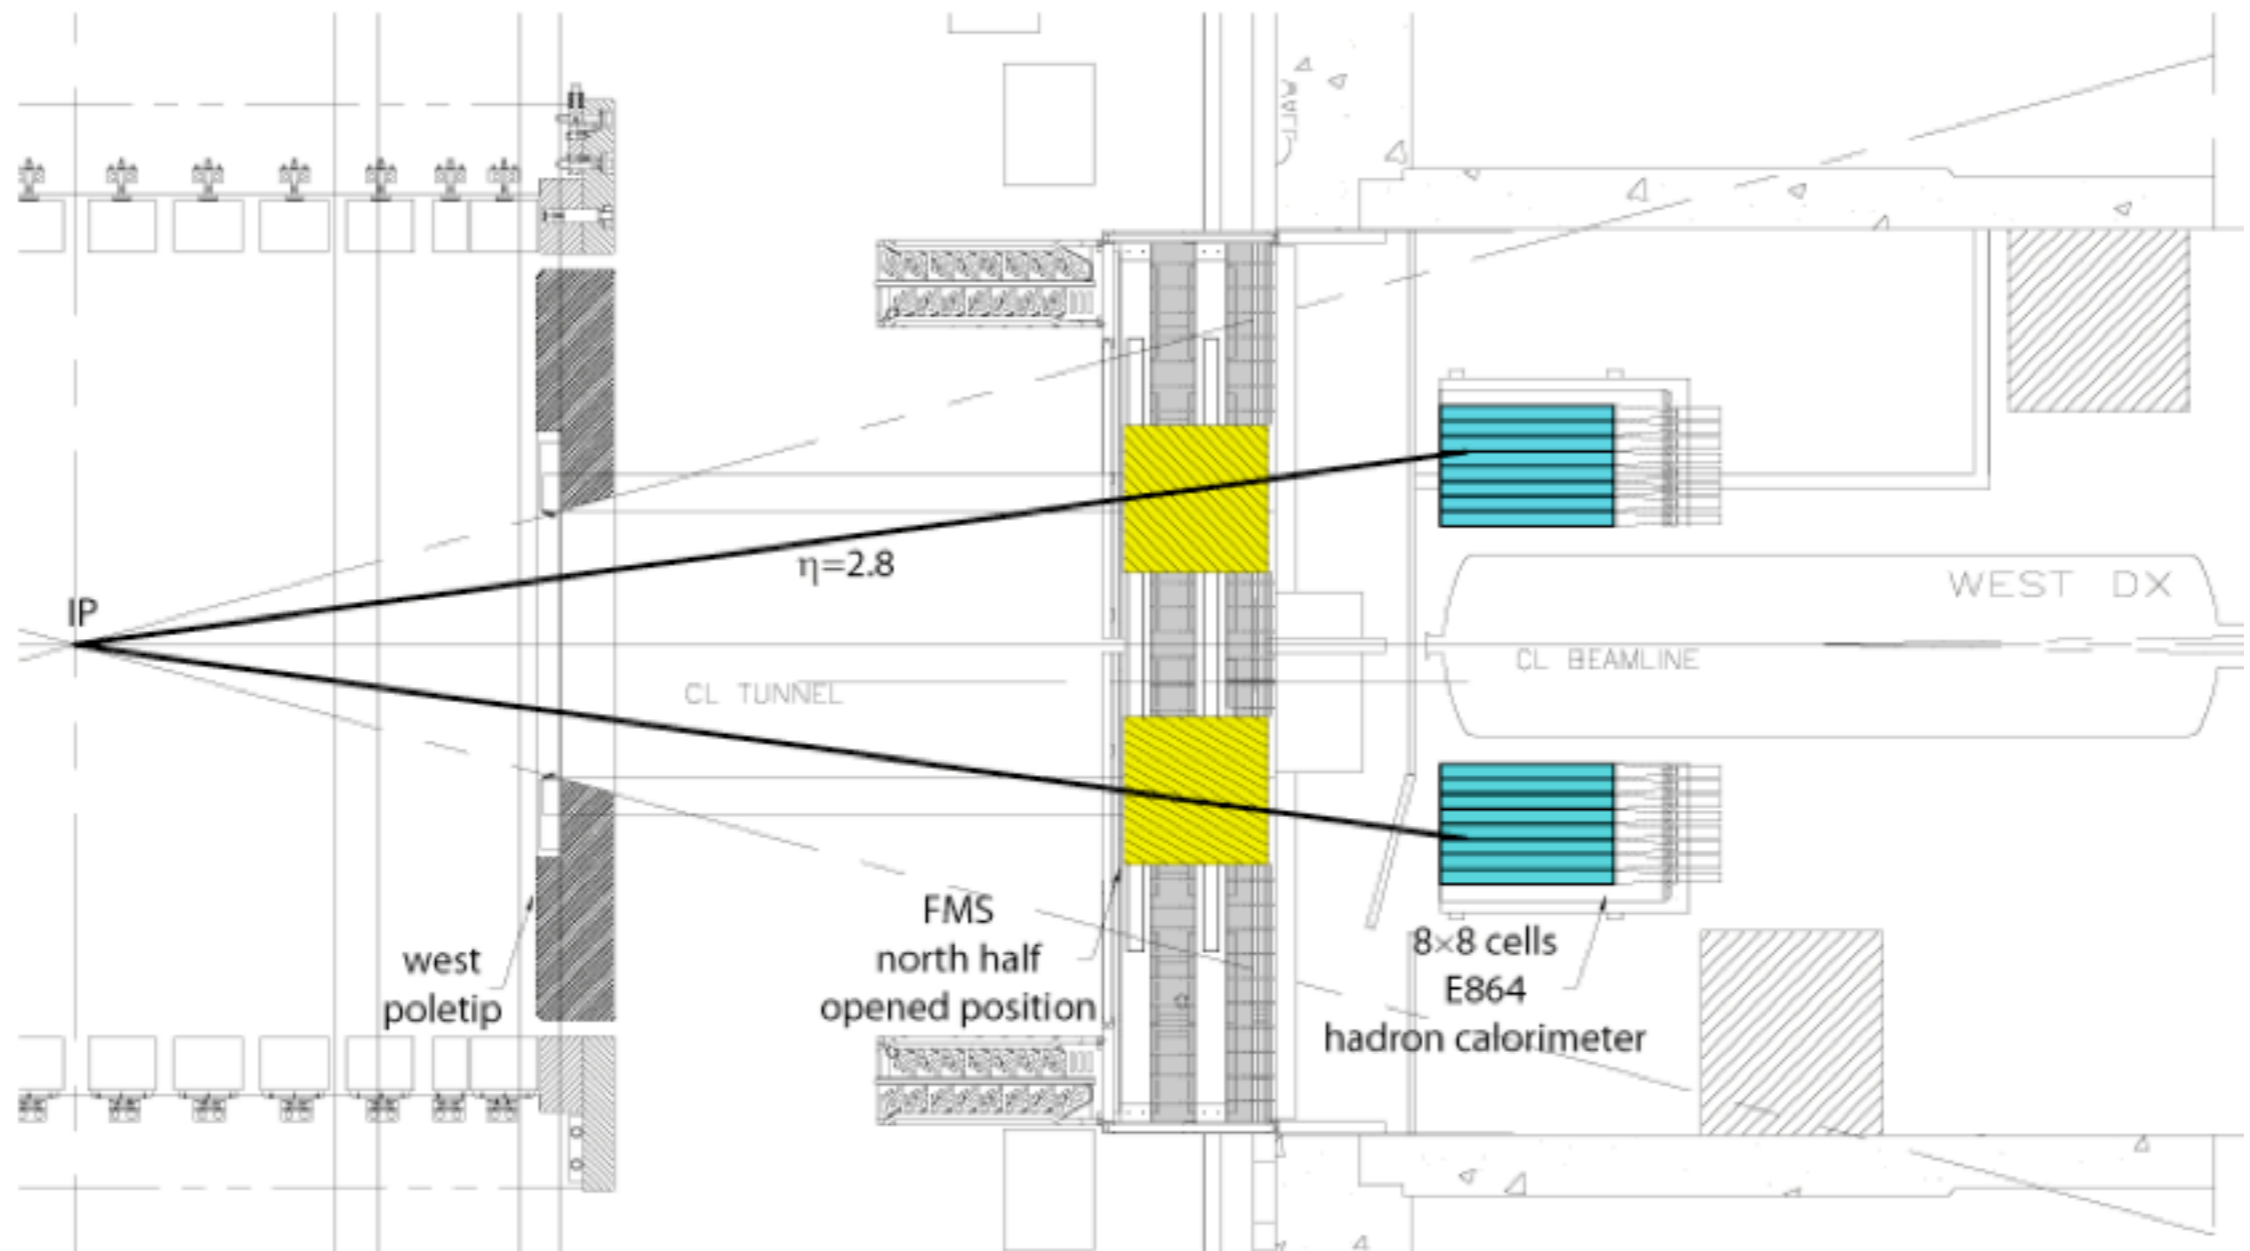 WALL
IP
η=2.8
WEST DX
CL BEAMLINE
CL TUNNEL
FMS
north half
opened position
west
poletip
8×8 cells
E864
hadron calorimeter